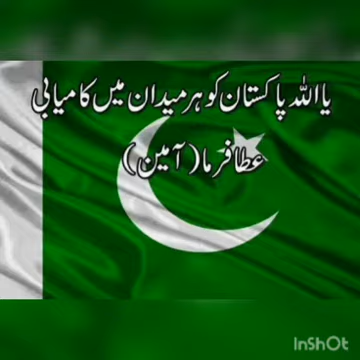 یا اللہ پاکستان کو ہر میدان میں کامیابی
عطا فرما (آمین)
InShOt